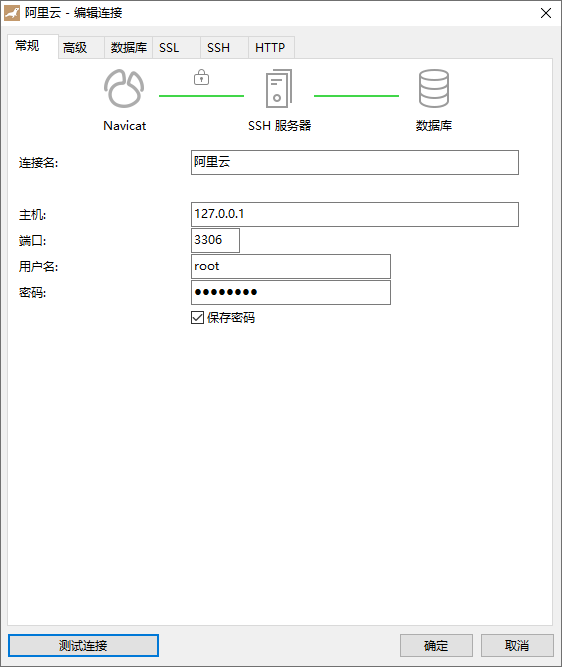 阿里云 - 编辑连接
常规 高级 数据库 SSL SSH HTTP
Navicat SSH 服务器 数据库
连接名: 阿里云
主机: 127.0.0.1
端口: 3306
用户名: root
密码: ●●●●●●●●
保存密码
测试连接 确定 取消